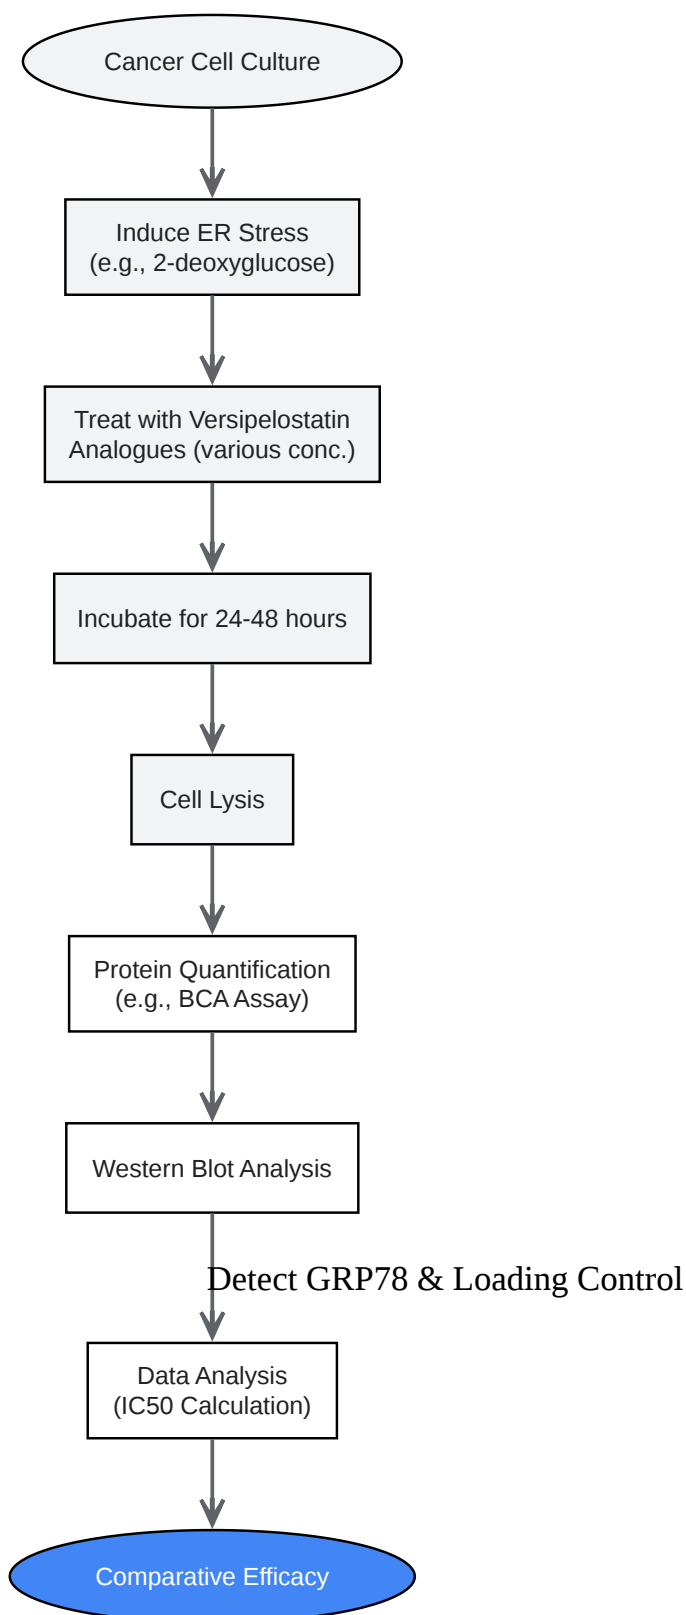 Cancer Cell Culture
Induce ER Stress
(e.g., 2-deoxyglucose)
Treat with Versipelostatin
Analogues (various conc.)
Incubate for 24-48 hours
Cell Lysis
Protein Quantification
(e.g., BCA Assay)
Western Blot Analysis
Detect GRP78 & Loading Control
Data Analysis
(IC50 Calculation)
Comparative Efficacy